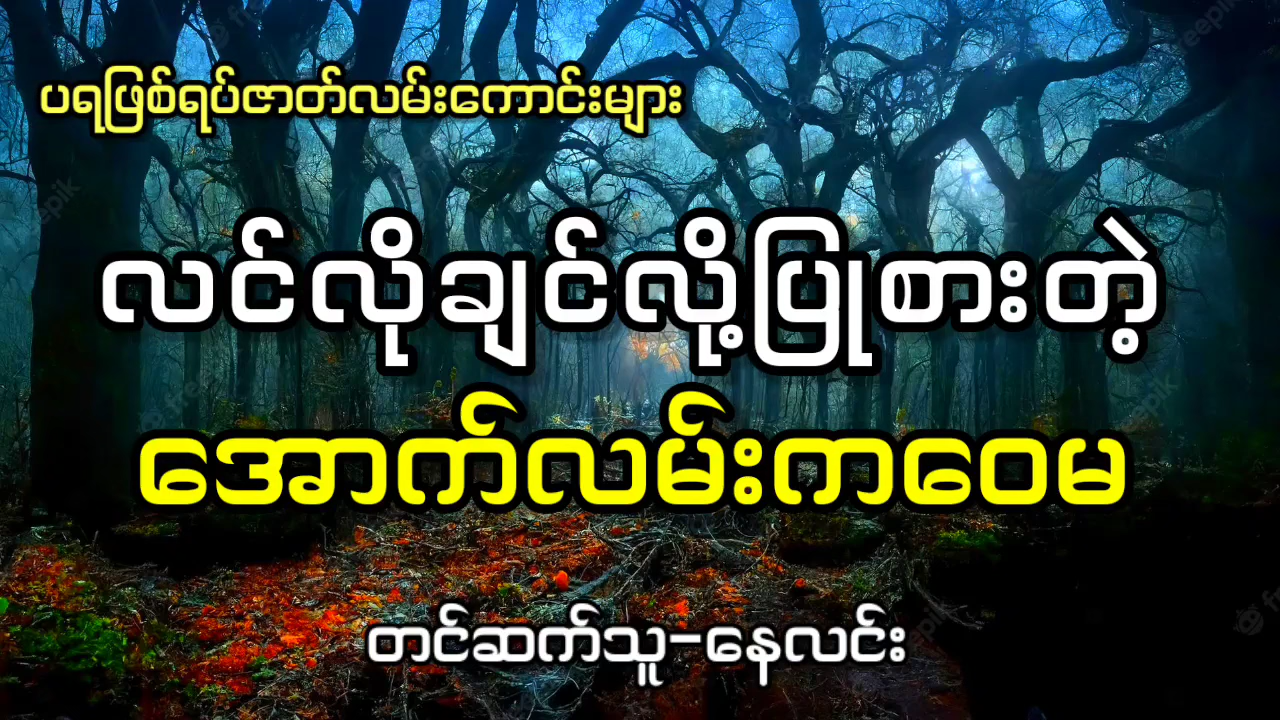 ပရဖြစ်ရပ်ဇာတ်လမ်းကောင်းများ
လင်လိုချင်လို့ပြုစားတဲ့
အောက်လမ်းကဝေမ
တင်ဆက်သူ-နေလင်း